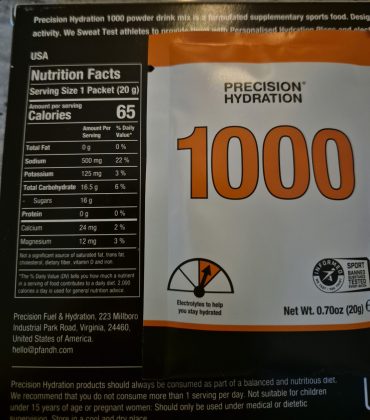 Precision Hydration 1000 powder drink mix is a formulated supplementary sports food. Desig
activity. We Sweat Test athletes to provide them with Personalised Hydration Plans and elect
USA
Nutrition Facts
Serving Size 1 Packet (20 g)
Amount per serving
Calories 65
Amount Per Serving % Daily Value*
Total Fat 0 g 0 %
Sodium 500 mg 22 %
Potassium 125 mg 3 %
Total Carbohydrate 16.5 g 6 %
- Sugars 16 g
Protein 0 g 0 %
Calcium 24 mg 2 %
Magnesium 12 mg 3 %
Not a significant source of saturated fat, trans fat,
cholesterol, dietary fiber, vitamin D and iron
*The % Daily Value (DV) tells you how much a nutrient
in a serving of food contributes to a daily diet. 2,000
calories a day is used for general nutrition advice
Precision Fuel & Hydration, 223 Millboro
Industrial Park Road, Virginia, 24460,
United States of America.
hello@pfandh.com
PRECISION®
HYDRATION
1000
Electrolytes to help
you stay hydrated
INFORMED
SPORT
BANNED
SUBSTANCE
TESTED
Net Wt. 0.70oz (20g) e
Precision Hydration products should always be consumed as part of a balanced and nutritious diet.
We recommend that you do not consume more than 1 serving per day. Not suitable for children
under 15 years of age or pregnant women: Should only be used under medical or dietetic
supervision. Store in a cool and dry place